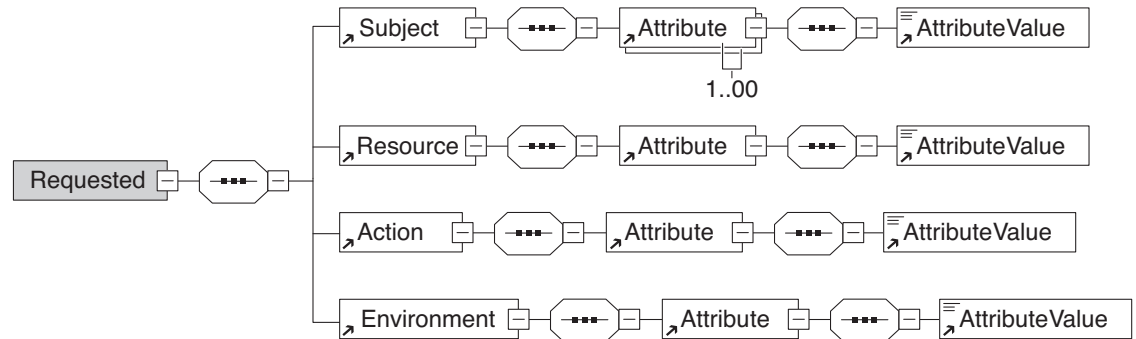 Subject Attribute AttributeValue
1..00
Resource Attribute AttributeValue
Requested
Action Attribute AttributeValue
Environment Attribute AttributeValue